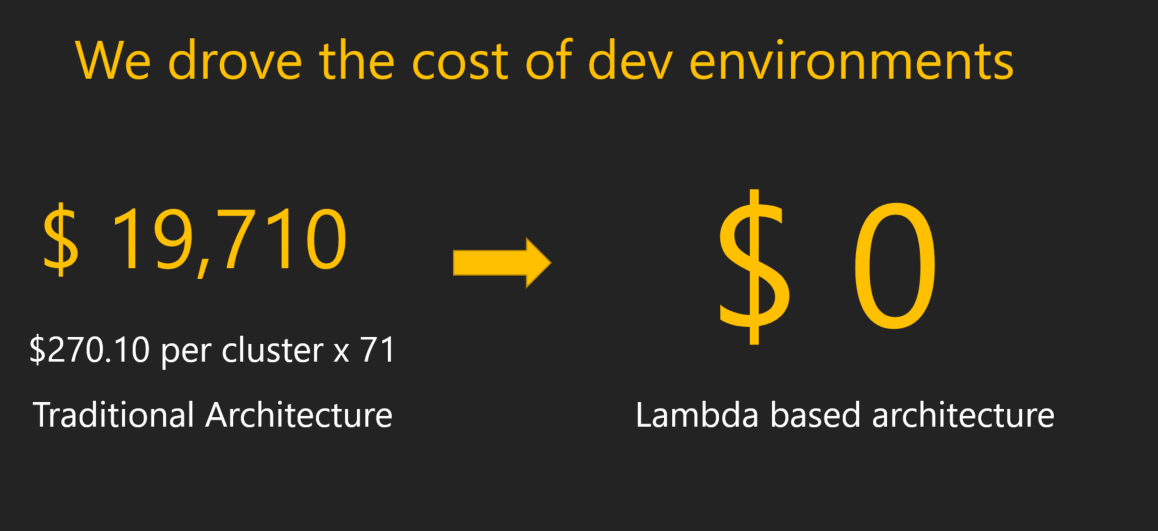 We drove the cost of dev environments
$ 19,710
$ 0
$270.10 per cluster x 71
Traditional Architecture
Lambda based architecture